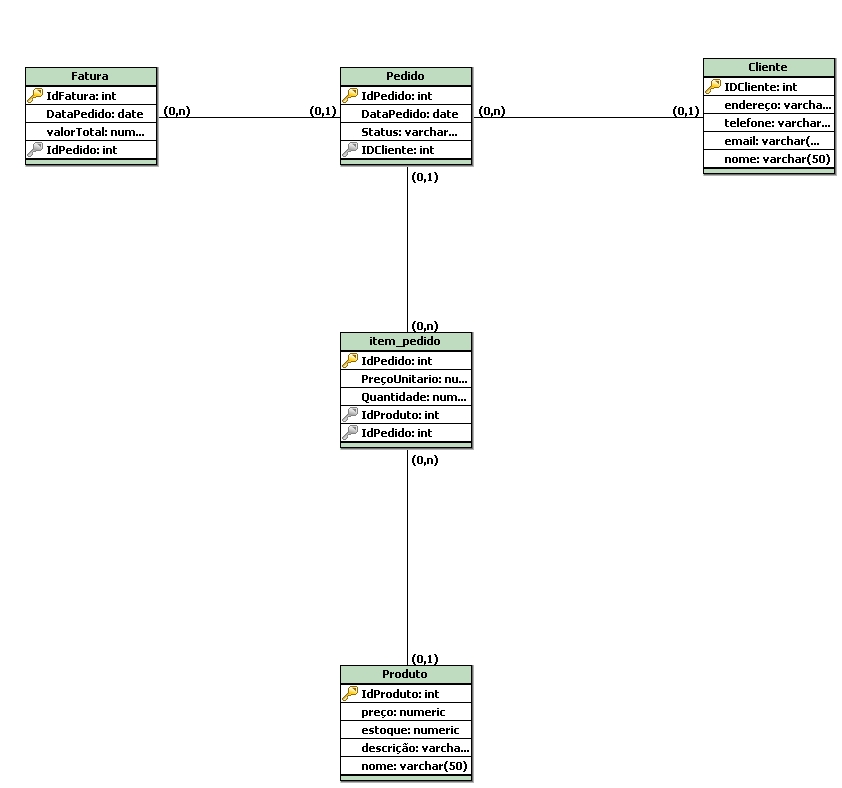 Fatura
IdFatura: int
DataPedido: date
valorTotal: num...
IdPedido: int
(0,n)
(0,1)
Pedido
IdPedido: int
DataPedido: date
Status: varchar...
IDCliente: int
(0,n)
(0,1)
Cliente
IDCliente: int
endereço: varcha...
telefone: varchar...
email: varchar(...
nome: varchar(50)
(0,1)
(0,n)
item_pedido
IdPedido: int
PreçoUnitario: nu...
Quantidade: num...
IdProduto: int
IdPedido: int
(0,n)
(0,1)
Produto
IdProduto: int
preço: numeric
estoque: numeric
descrição: varcha...
nome: varchar(50)